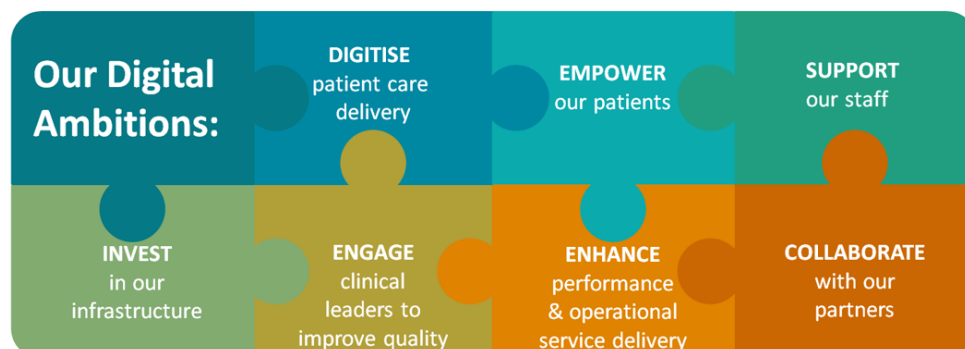 Our Digital
Ambitions:
DIGITISE
patient care
delivery
EMPOWER
our patients
SUPPORT
our staff
INVEST
in our
infrastructure
ENGAGE
clinical
leaders to
improve quality
ENHANCE
performance
& operational
service delivery
COLLABORATE
with our
partners